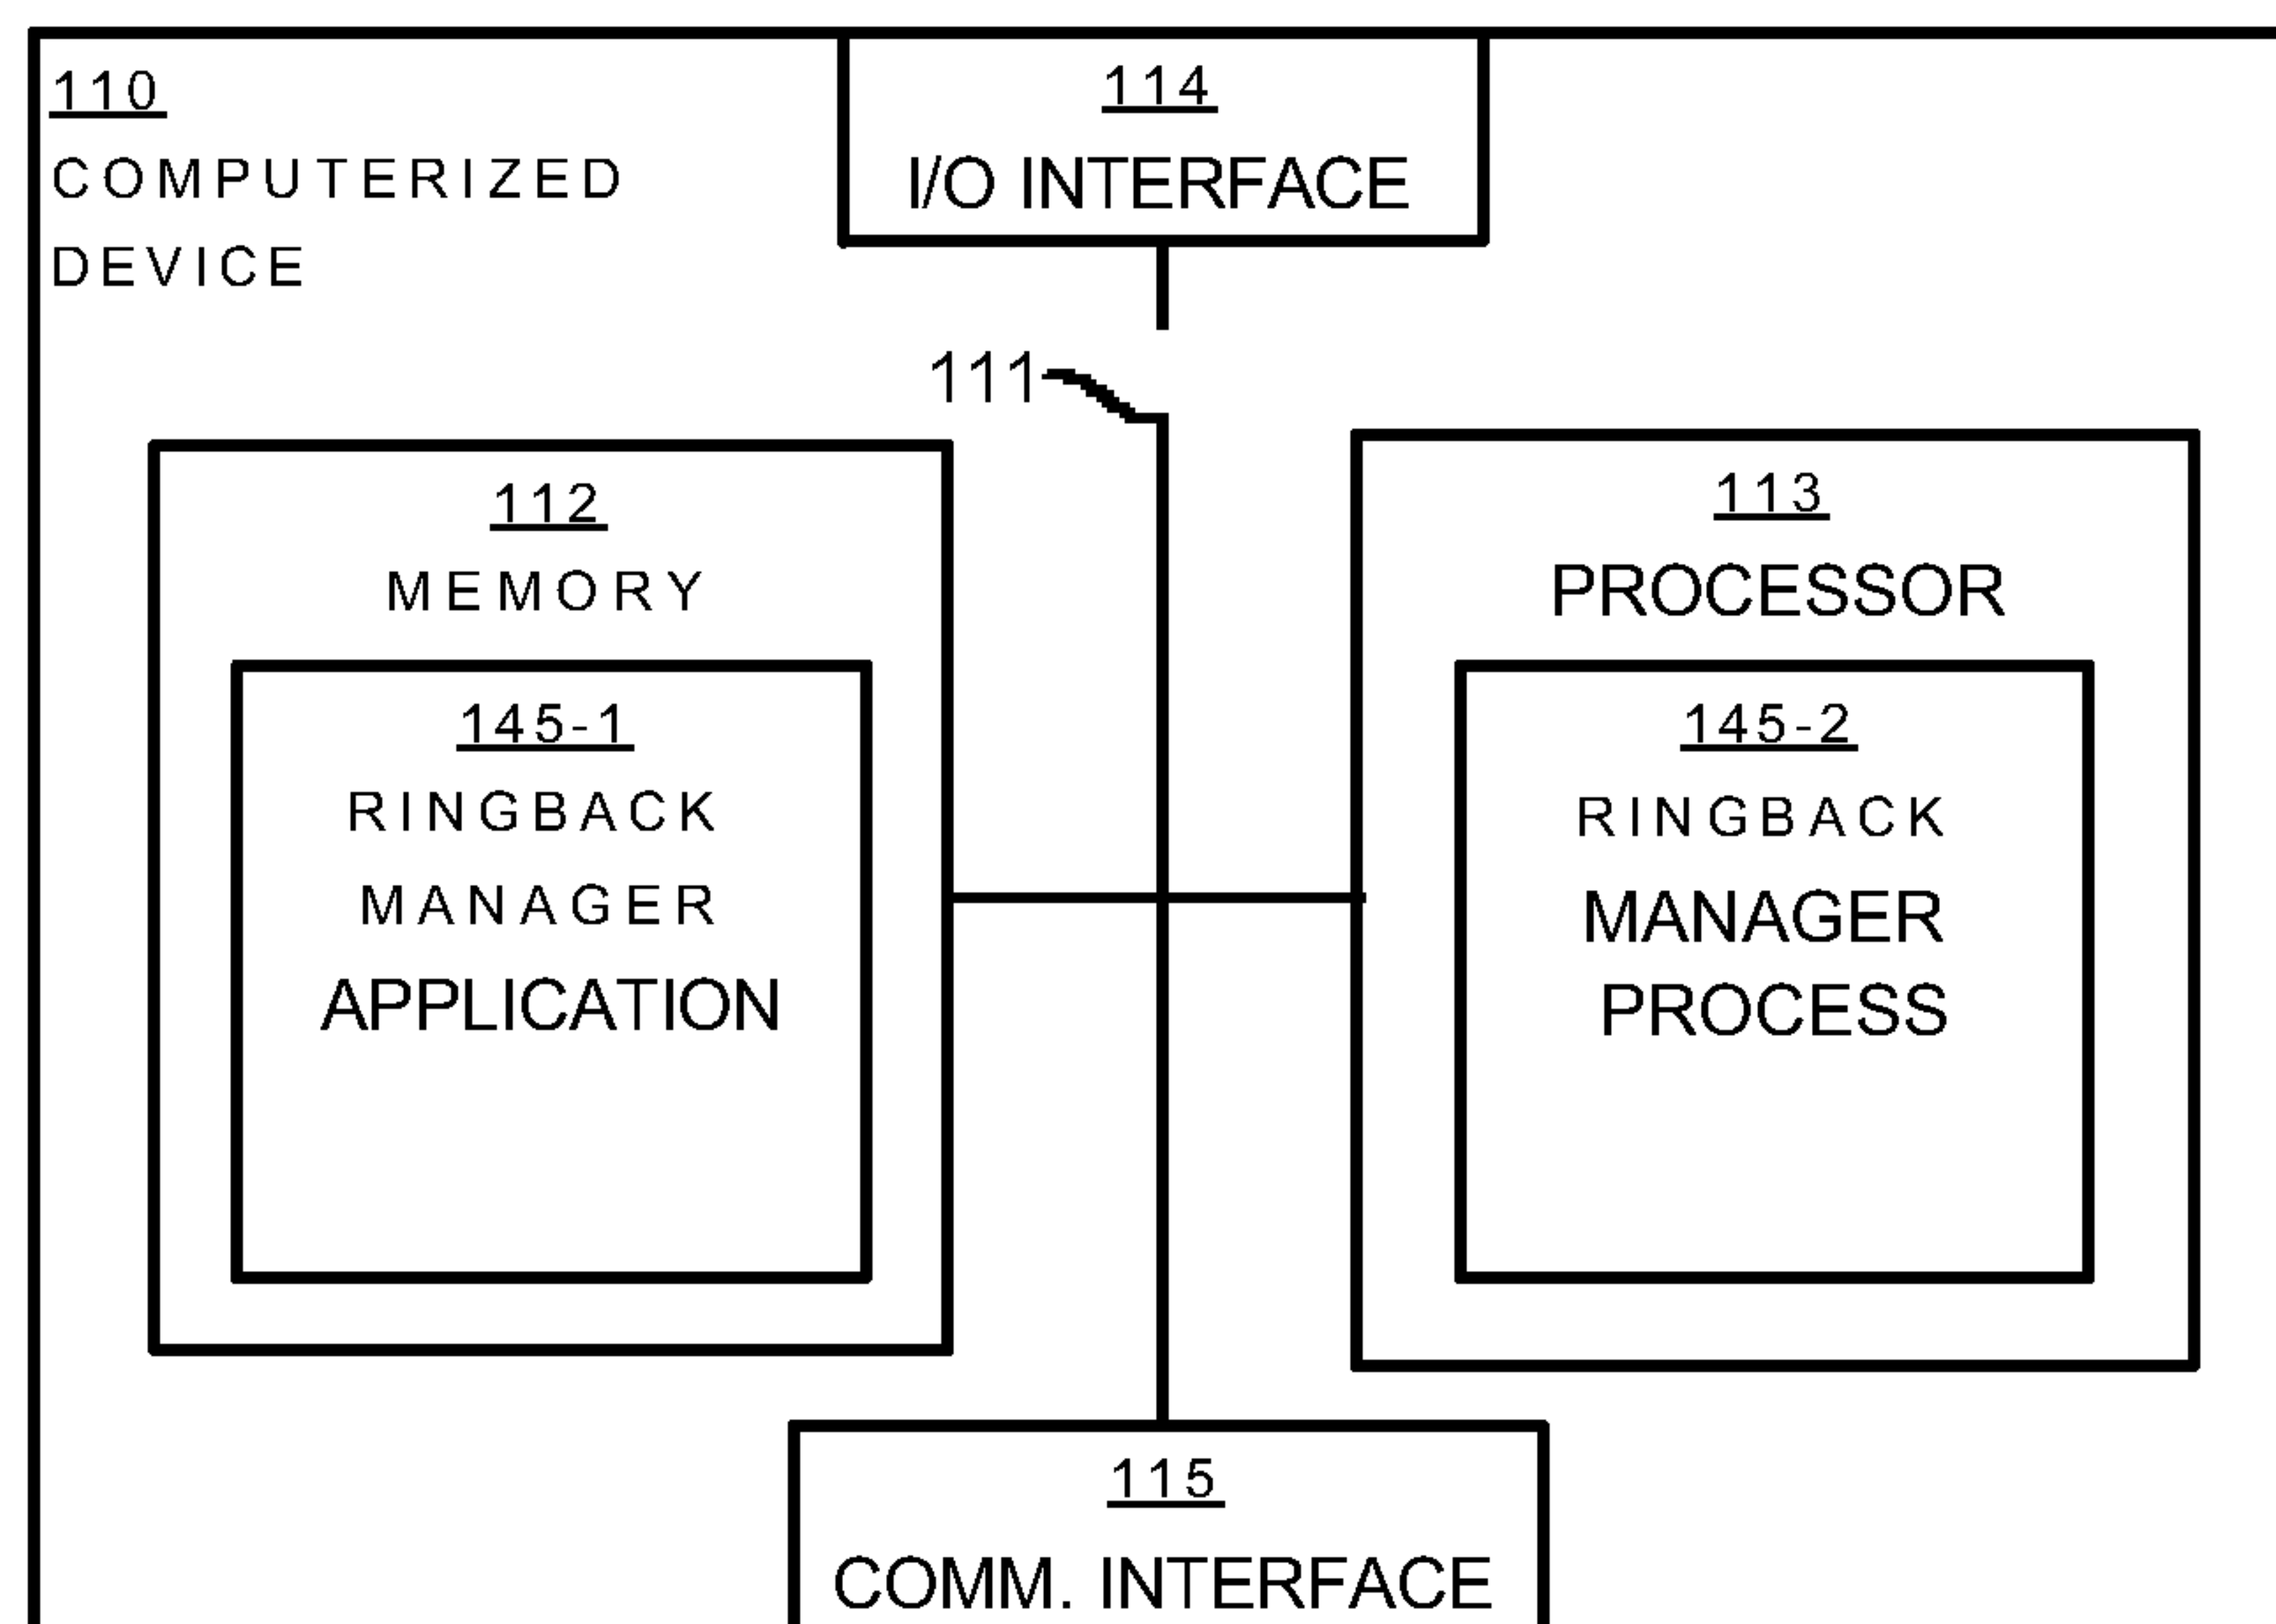 110
COMPUTERIZED
DEVICE
114
I/O INTERFACE
111
112
MEMORY
145-1
RINGBACK
MANAGER
APPLICATION
113
PROCESSOR
145-2
RINGBACK
MANAGER
PROCESS
115
COMM. INTERFACE